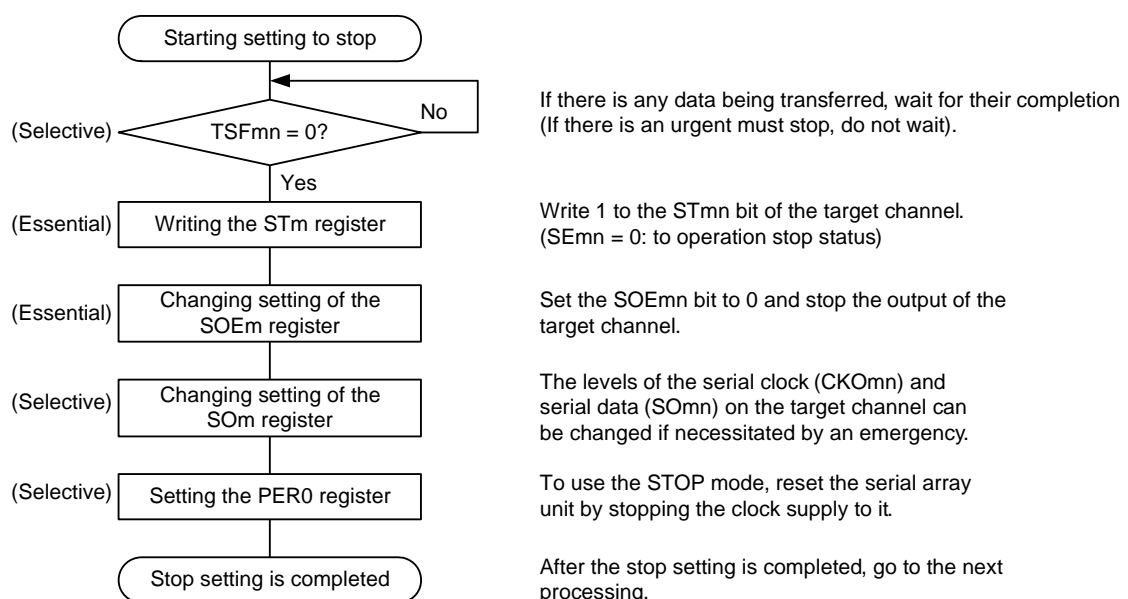 Starting setting to stop
No
If there is any data being transferred, wait for their completion
(If there is an urgent must stop, do not wait).
(Selective)
TSFmn = 0?
Yes
(Essential)
Writing the STm register
Write 1 to the STmn bit of the target channel.
(SEmn = 0: to operation stop status)
(Essential)
Changing setting of the
SOEm register
Set the SOEmn bit to 0 and stop the output of the
target channel.
(Selective)
Changing setting of the
SOm register
The levels of the serial clock (CKOmn) and
serial data (SOmn) on the target channel can
be changed if necessitated by an emergency.
(Selective)
Setting the PER0 register
To use the STOP mode, reset the serial array
unit by stopping the clock supply to it.
Stop setting is completed
After the stop setting is completed, go to the next
processing.